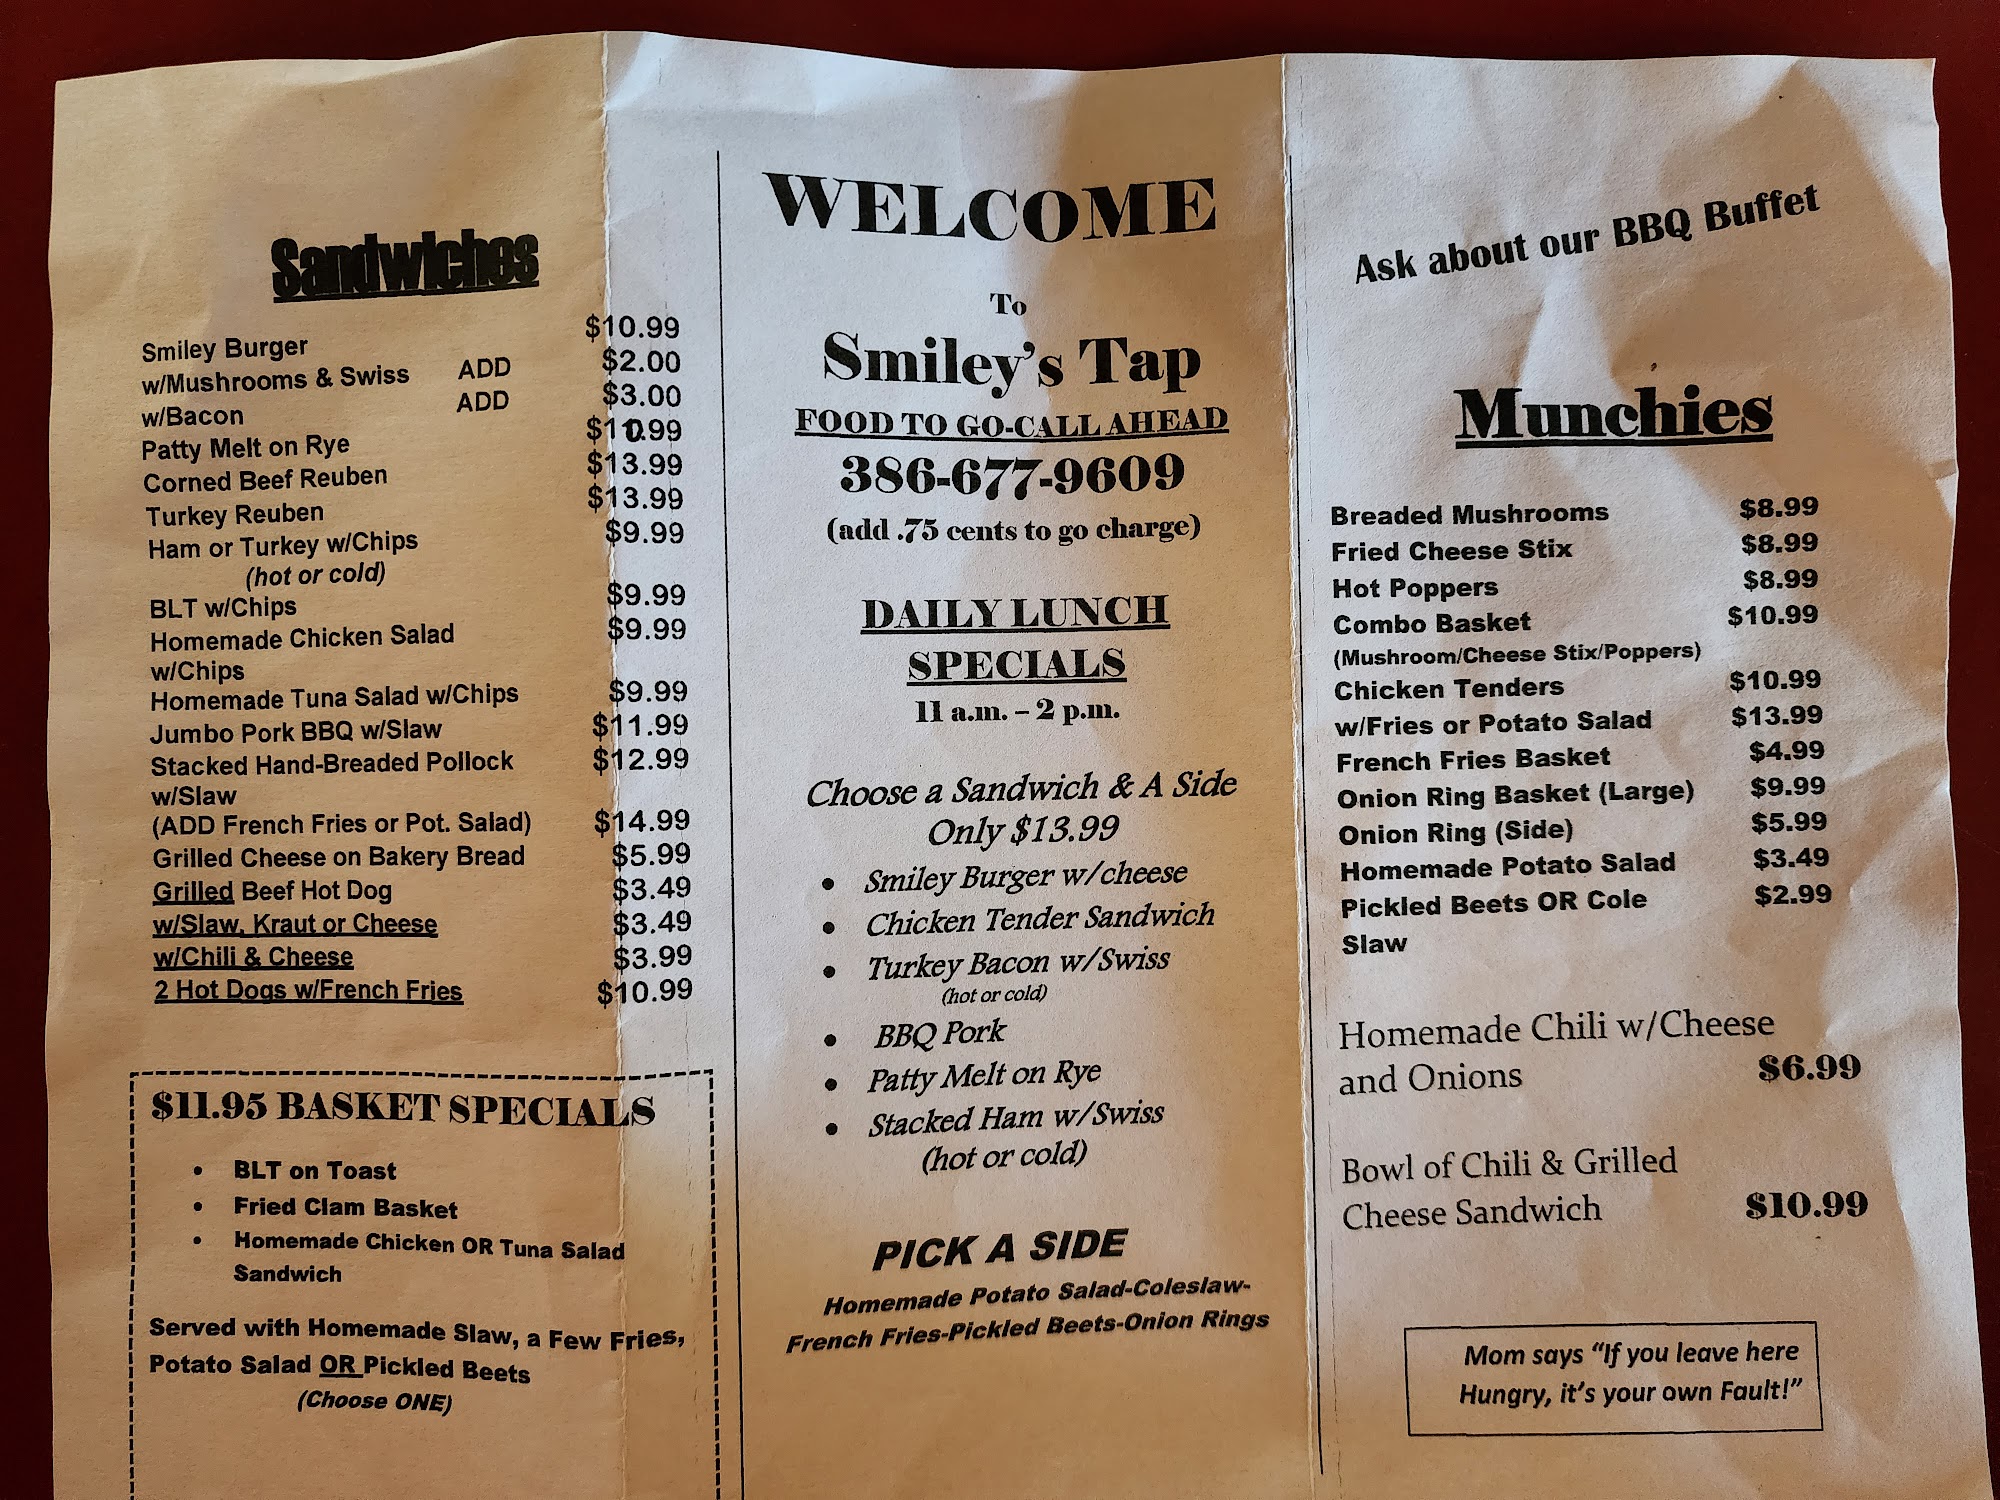 Sandwiches
Smiley Burger $10.99
w/Mushrooms & Swiss ADD $2.00
w/Bacon ADD $3.00
Patty Melt on Rye
Corned Beef Reuben $13.99
Turkey Reuben $13.99
Ham or Turkey w/Chips $9.99
(hot or cold)
BLT w/Chips $9.99
Homemade Chicken Salad $9.99
w/Chips
Homemade Tuna Salad w/Chips $9.99
Jumbo Pork BBQ w/Slaw $11.99
Stacked Hand-Breaded Pollock $12.99
w/Slaw
(ADD French Fries or Pot. Salad) $14.99
Grilled Cheese on Bakery Bread $5.99
Grilled Beef Hot Dog $3.49
w/Slaw, Kraut or Cheese $3.49
w/Chili & Cheese $3.99
2 Hot Dogs w/French Fries $10.99
$11.95 BASKET SPECIALS
• BLT on Toast
• Fried Clam Basket
• Homemade Chicken OR Tuna Salad
Sandwich
Served with Homemade Slaw, a Few Fries,
Potato Salad OR Pickled Beets
(Choose ONE)
WELCOME
To
Smiley's Tap
FOOD TO GO-CALL AHEAD
386-677-9609
(add .75 cents to go charge)
DAILY LUNCH
SPECIALS
11 a.m. – 2 p.m.
Choose a Sandwich & A Side
Only $13.99
• Smiley Burger w/cheese
• Chicken Tender Sandwich
• Turkey Bacon w/Swiss
(hot or cold)
• BBQ Pork
• Patty Melt on Rye
• Stacked Ham w/Swiss
(hot or cold)
PICK A SIDE
Homemade Potato Salad-Coleslaw-
French Fries-Pickled Beets-Onion Rings
Ask about our BBQ Buffet
Munchies
Breaded Mushrooms $8.99
Fried Cheese Stix $8.99
Hot Poppers $8.99
Combo Basket $10.99
(Mushroom/Cheese Stix/Poppers)
Chicken Tenders $10.99
w/Fries or Potato Salad $13.99
French Fries Basket $4.99
Onion Ring Basket (Large) $9.99
Onion Ring (Side) $5.99
Homemade Potato Salad $3.49
Pickled Beets OR Cole $2.99
Slaw
Homemade Chili w/Cheese
and Onions $6.99
Bowl of Chili & Grilled
Cheese Sandwich $10.99
Mom says "If you leave here
Hungry, it's your own Fault!"